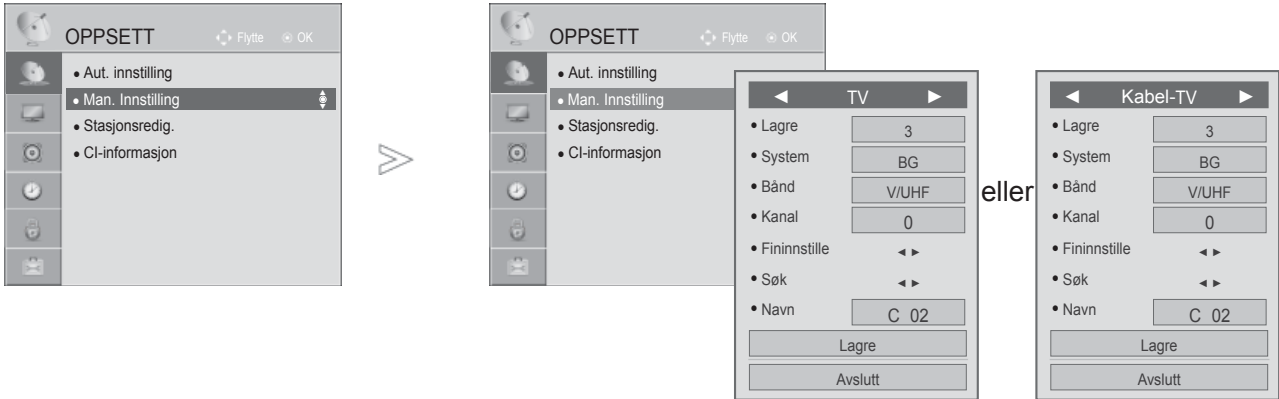 OPPSETT Flytte OK
• Aut. innstilling
• Man. Innstilling
• Stasjonsredig.
• CI-informasjon
OPPSETT Flytte OK
• Aut. innstilling
• Man. Innstilling
• Stasjonsredig.
• CI-informasjon
◄ TV ►
• Lagre 3
• System BG
• Bånd V/UHF
• Kanal 0
• Fininnstille ◄ ►
• Søk ◄ ►
• Navn C 02
Lagre
Avslutt
eller
◄ Kabel-TV ►
• Lagre 3
• System BG
• Bånd V/UHF
• Kanal 0
• Fininnstille ◄ ►
• Søk ◄ ►
• Navn C 02
Lagre
Avslutt